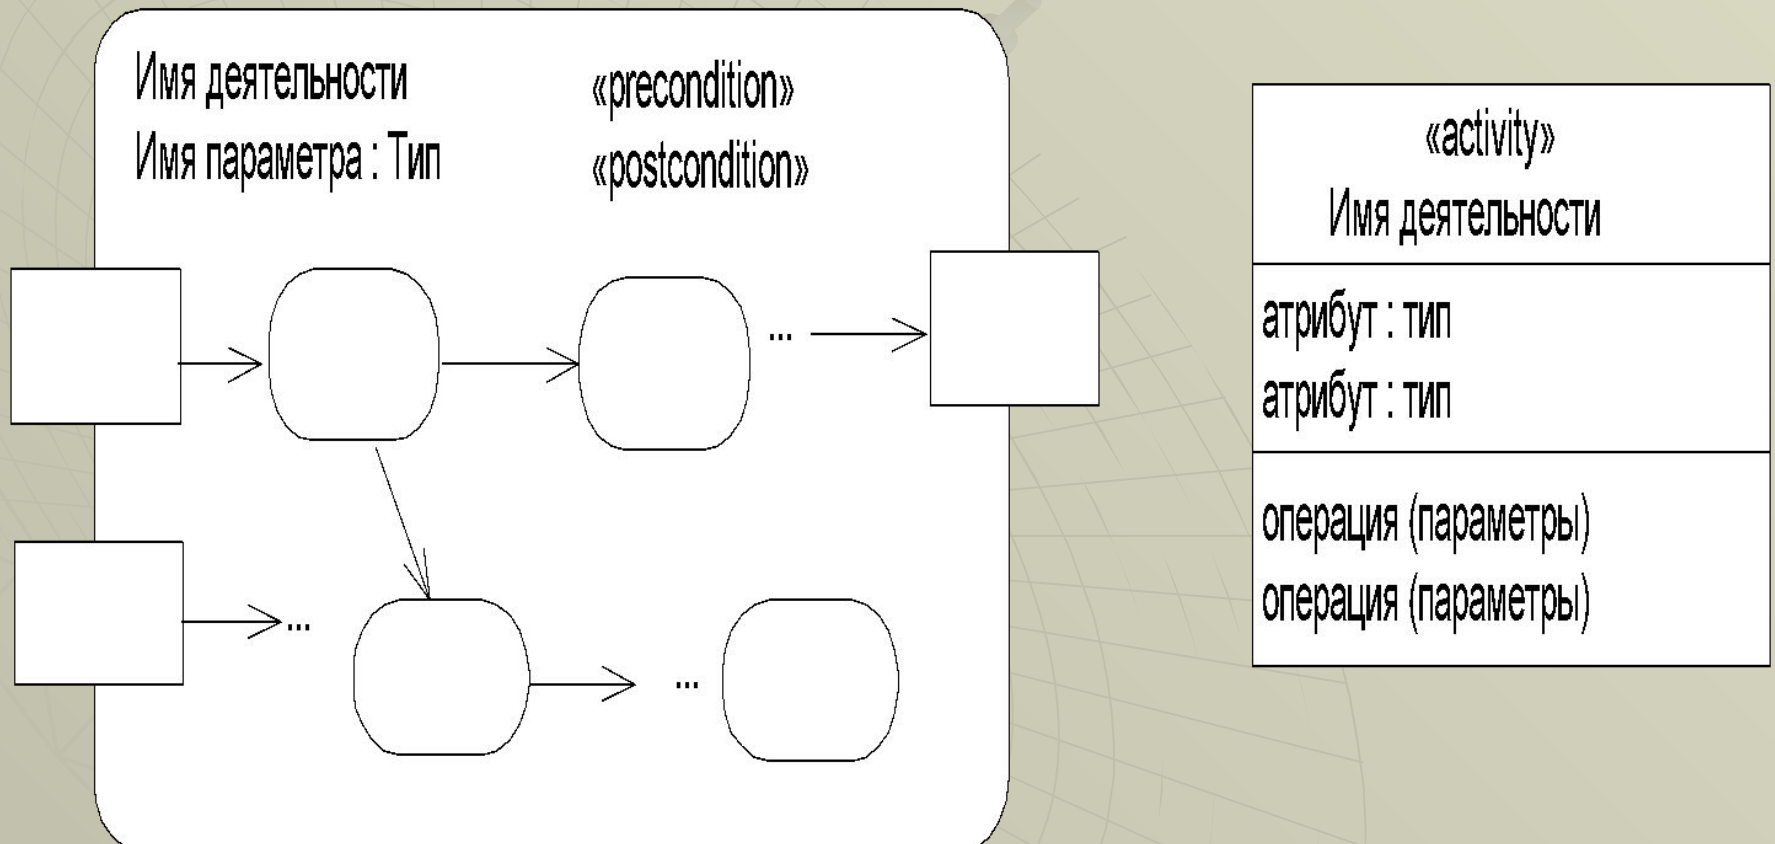 Имя деятельности
Имя параметра : Тип
«precondition»
«postcondition»
...
...
...
«activity»
Имя деятельности
атрибут : тип
атрибут : тип
операция (параметры)
операция (параметры)